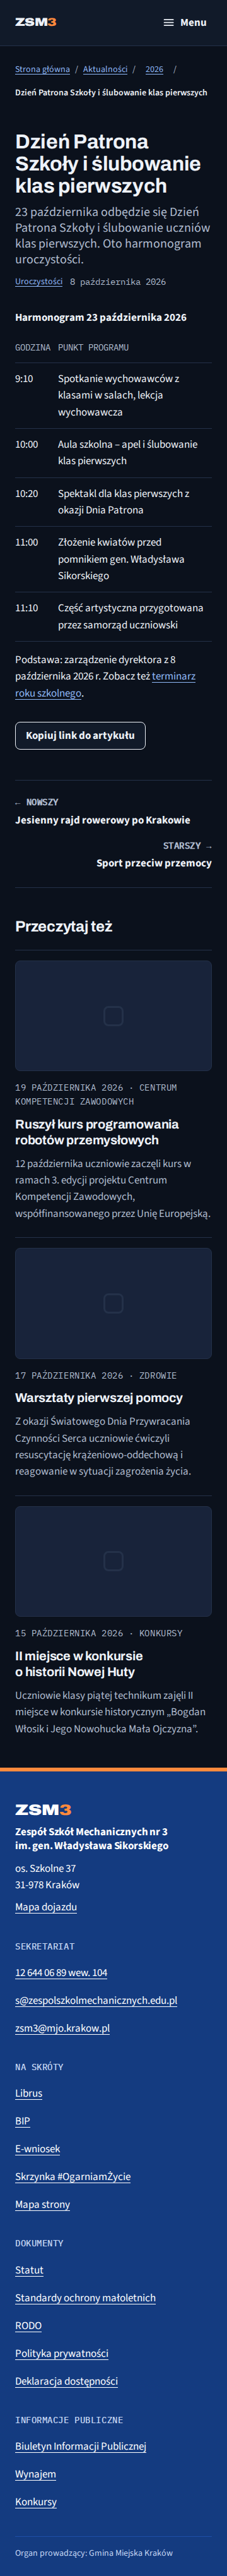 ZSM3
Menu
Strona główna / Aktualności / 2026 /
Dzień Patrona Szkoły i ślubowanie klas pierwszych
Dzień Patrona
Szkoły i ślubowanie
klas pierwszych
23 października odbędzie się Dzień
Patrona Szkoły i ślubowanie uczniów
klas pierwszych. Oto harmonogram
uroczystości.
Uroczystości 8 października 2026
Harmonogram 23 października 2026
GODZINA PUNKT PROGRAMU
9:10 Spotkanie wychowawców z
klasami w salach, lekcja
wychowawcza
10:00 Aula szkolna – apel i ślubowanie
klas pierwszych
10:20 Spektakl dla klas pierwszych z
okazji Dnia Patrona
11:00 Złożenie kwiatów przed
pomnikiem gen. Władysława
Sikorskiego
11:10 Część artystyczna przygotowana
przez samorząd uczniowski
Podstawa: zarządzenie dyrektora z 8
października 2026 r. Zobacz też terminarz
roku szkolnego.
Kopiuj link do artykułu
← NOWSZY
Jesienny rajd rowerowy po Krakowie
STARSZY →
Sport przeciw przemocy
Przeczytaj też
19 PAŹDZIERNIKA 2026 · CENTRUM
KOMPETENCJI ZAWODOWYCH
Ruszył kurs programowania
robotów przemysłowych
12 października uczniowie zaczęli kurs w
ramach 3. edycji projektu Centrum
Kompetencji Zawodowych,
współfinansowanego przez Unię Europejską.
17 PAŹDZIERNIKA 2026 · ZDROWIE
Warsztaty pierwszej pomocy
Z okazji Światowego Dnia Przywracania
Czynności Serca uczniowie ćwiczyli
resuscytację krążeniowo-oddechową i
reagowanie w sytuacji zagrożenia życia.
15 PAŹDZIERNIKA 2026 · KONKURSY
II miejsce w konkursie
o historii Nowej Huty
Uczniowie klasy piątej technikum zajęli II
miejsce w konkursie historycznym „Bogdan
Włosik i Jego Nowohucka Mała Ojczyzna”.
ZSM3
Zespół Szkół Mechanicznych nr 3
im. gen. Władysława Sikorskiego
os. Szkolne 37
31-978 Kraków
Mapa dojazdu
SEKRETARIAT
12 644 06 89 wew. 104
s@zespolszkolmechanicznych.edu.pl
zsm3@mjo.krakow.pl
NA SKRÓTY
Librus
BIP
E-wniosek
Skrzynka #OgarniamŻycie
Mapa strony
DOKUMENTY
Statut
Standardy ochrony małoletnich
RODO
Polityka prywatności
Deklaracja dostępności
INFORMACJE PUBLICZNE
Biuletyn Informacji Publicznej
Wynajem
Konkursy
Organ prowadzący: Gmina Miejska Kraków